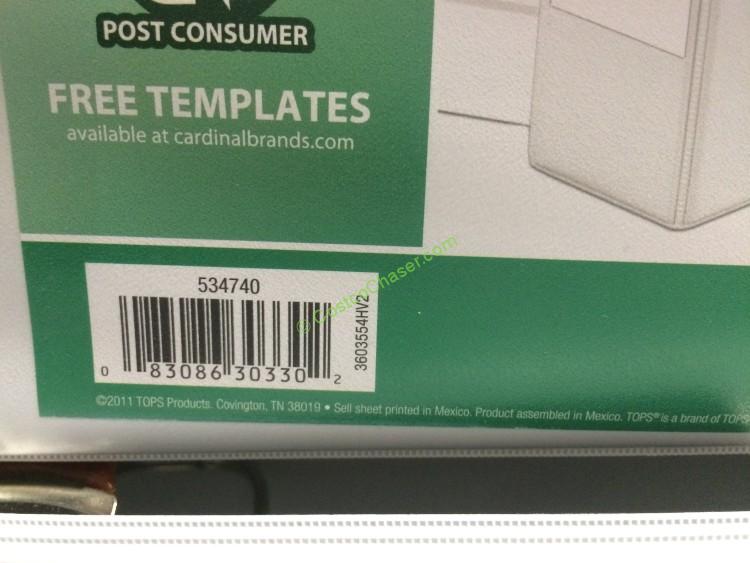 POST CONSUMER
FREE TEMPLATES
available at cardinalbrands.com
© CostcoChaser.com
534740
3603554HV2
0 83086 30330 2
©2011 TOPS Products. Covington, TN 38019 • Sell sheet printed in Mexico. Product assembled in Mexico. TOPS® is a brand of TOPS